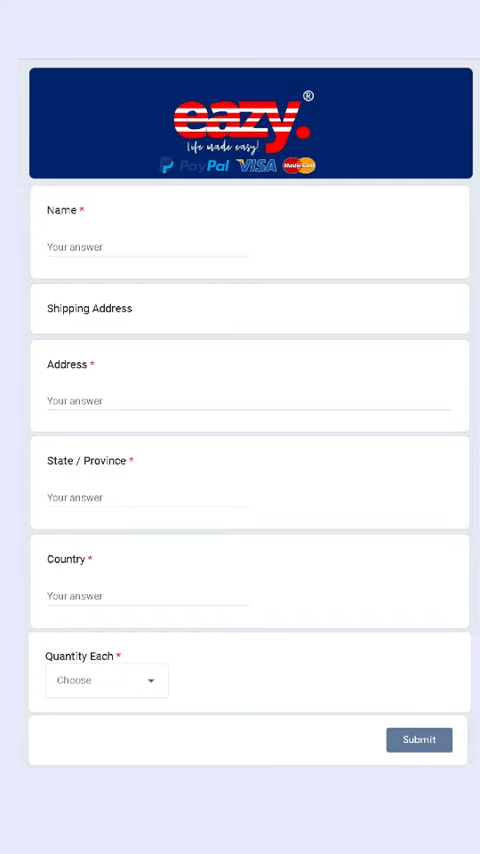 eazy.®
life made easy!
PayPal VISA MasterCard
Name *
Your answer
Shipping Address
Address *
Your answer
State / Province *
Your answer
Country *
Your answer
Quantity Each *
Choose
Submit